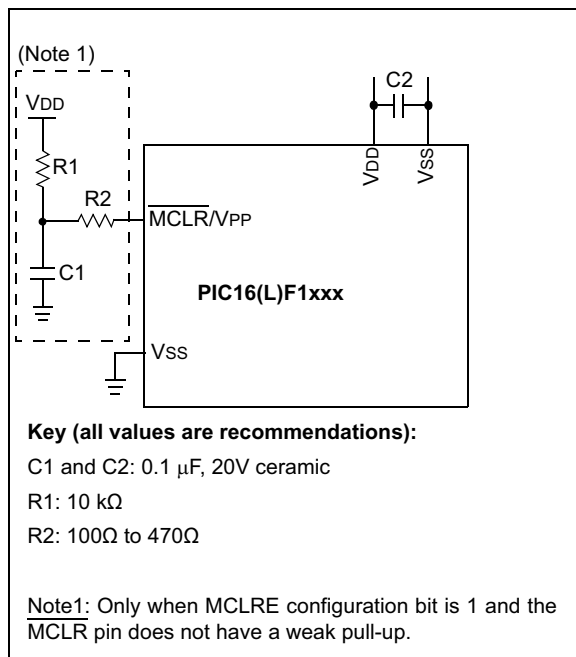 (Note 1)
C2
VDD
R1
R2
VDD
VSS
MCLR/VPP
C1
PIC16(L)F1xxx
VSS
Key (all values are recommendations):
C1 and C2: 0.1 μF, 20V ceramic
R1: 10 kΩ
R2: 100Ω to 470Ω
Note1: Only when MCLRE configuration bit is 1 and the
MCLR pin does not have a weak pull-up.